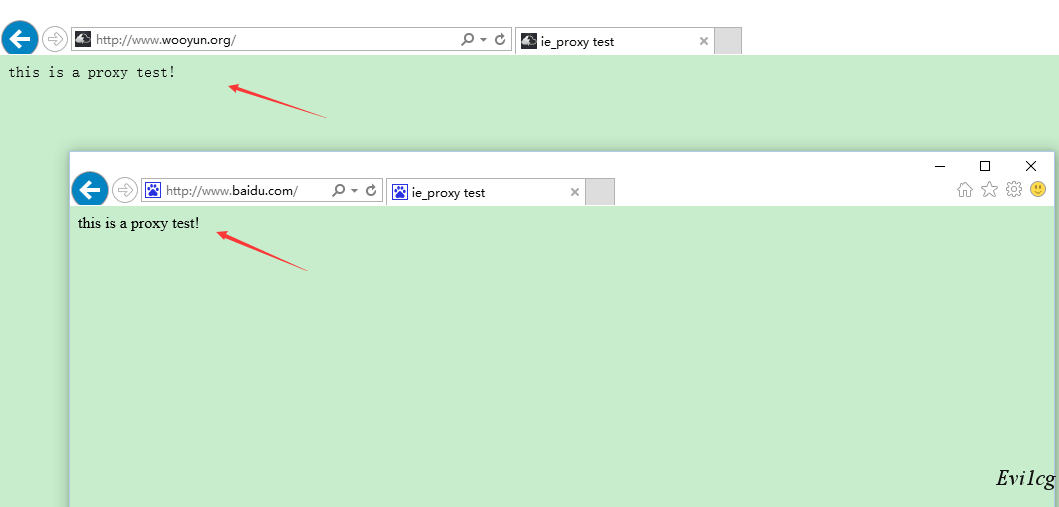 http://www.wooyun.org/
ie_proxy test
this is a proxy test!
http://www.baidu.com/
ie_proxy test
this is a proxy test!
Evi1cg